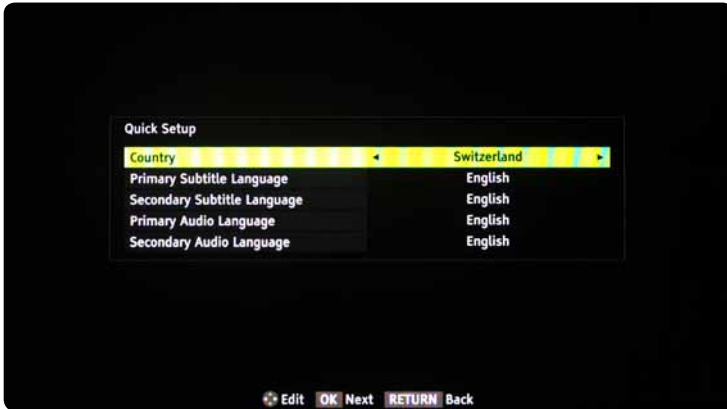 Quick Setup
Country Switzerland
Primary Subtitle Language English
Secondary Subtitle Language English
Primary Audio Language English
Secondary Audio Language English
Edit OK Next RETURN Back